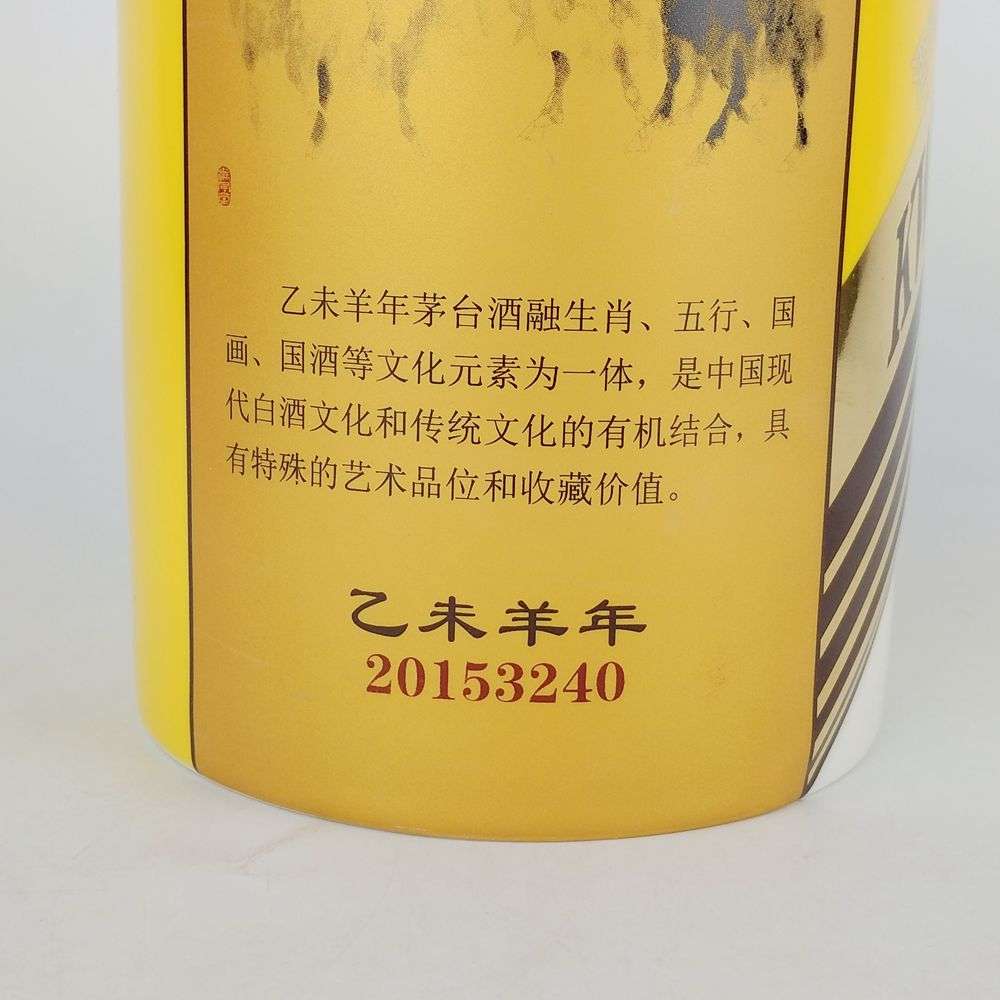 乙未羊年茅台酒融生肖、五行、国
画、国酒等文化元素为一体，是中国现
代白酒文化和传统文化的有机结合，具
有特殊的艺术品位和收藏价值。
乙未羊年
20153240